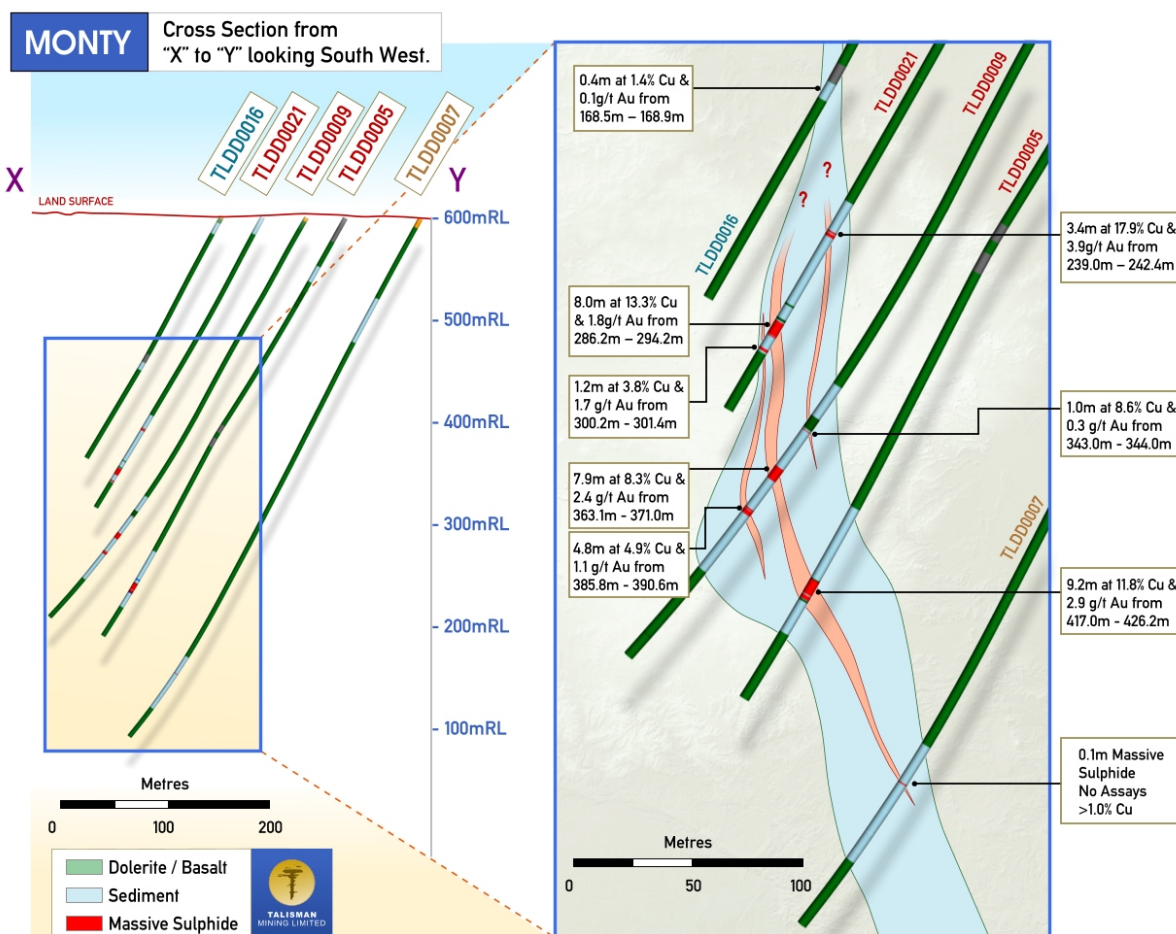 MONTY
Cross Section from
“X” to “Y” looking South West.
TLDD0016
TLDD0021
TLDD0009
TLDD0005
TLDD0007
X
Y
LAND SURFACE
600mRL
- 500mRL
- 400mRL
- 300mRL
- 200mRL
- 100mRL
Metres
0
100
200
Dolerite / Basalt
Sediment
Massive Sulphide
TALISMAN
MINING LIMITED
0.4m at 1.4% Cu &
0.1g/t Au from
168.5m – 168.9m
TLDD0021
TLDD0009
TLDD0005
TLDD0016
?
?
3.4m at 17.9% Cu &
3.9g/t Au from
239.0m – 242.4m
8.0m at 13.3% Cu
& 1.8g/t Au from
286.2m – 294.2m
1.2m at 3.8% Cu &
1.7 g/t Au from
300.2m - 301.4m
1.0m at 8.6% Cu &
0.3 g/t Au from
343.0m - 344.0m
7.9m at 8.3% Cu &
2.4 g/t Au from
363.1m - 371.0m
4.8m at 4.9% Cu &
1.1 g/t Au from
385.8m - 390.6m
TLDD0007
9.2m at 11.8% Cu &
2.9 g/t Au from
417.0m - 426.2m
0.1m Massive
Sulphide
No Assays
>1.0% Cu
Metres
0
50
100